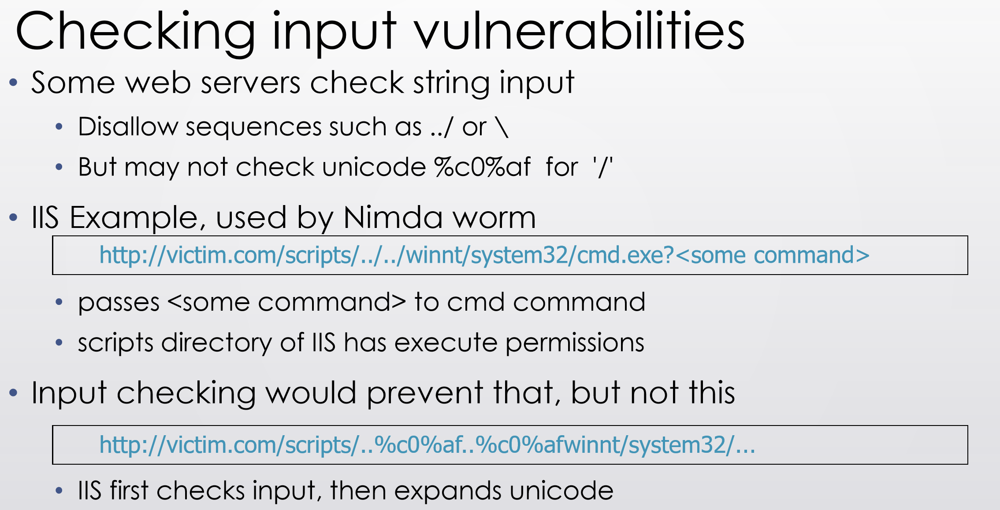 Checking input vulnerabilities
• Some web servers check string input
• Disallow sequences such as ../ or \
• But may not check unicode %c0%af for '/'
• IIS Example, used by Nimda worm
http://victim.com/scripts/../../winnt/system32/cmd.exe?<some command>
• passes <some command> to cmd command
• scripts directory of IIS has execute permissions
• Input checking would prevent that, but not this
http://victim.com/scripts/..%c0%af..%c0%afwinnt/system32/...
• IIS first checks input, then expands unicode